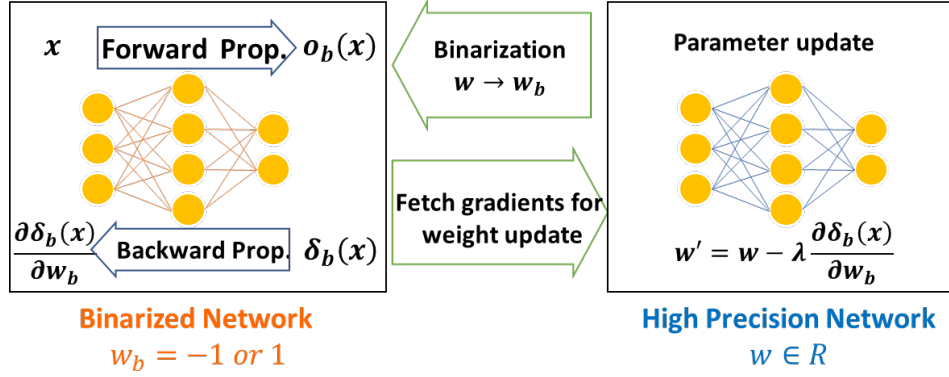 x Forward Prop. o_b(x)
∂δ_b(x)
∂w_b
Backward Prop. δ_b(x)
Binarized Network
w_b = −1 or 1
Binarization
w → w_b
Fetch gradients for
weight update
Parameter update
w′ = w − λ ∂δ_b(x)
∂w_b
High Precision Network
w ∈ R